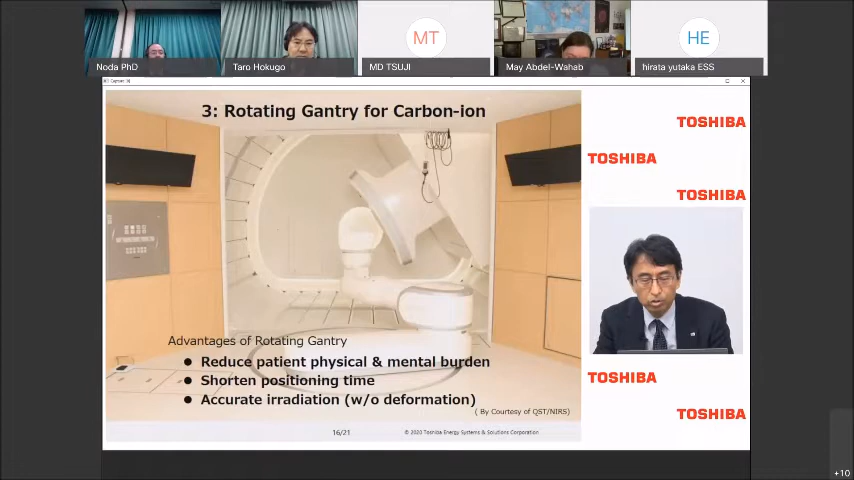 MT
HE
Noda PhD
Taro Hokugo
MD TSUJI
May Abdel-Wahab
hirata yutaka ESS
3: Rotating Gantry for Carbon-ion
TOSHIBA
TOSHIBA
TOSHIBA
Advantages of Rotating Gantry
● Reduce patient physical & mental burden
● Shorten positioning time
● Accurate irradiation (w/o deformation)
( By Courtesy of QST/NIRS)
TOSHIBA
TOSHIBA
16/21
© 2020 Toshiba Energy Systems & Solutions Corporation
+10